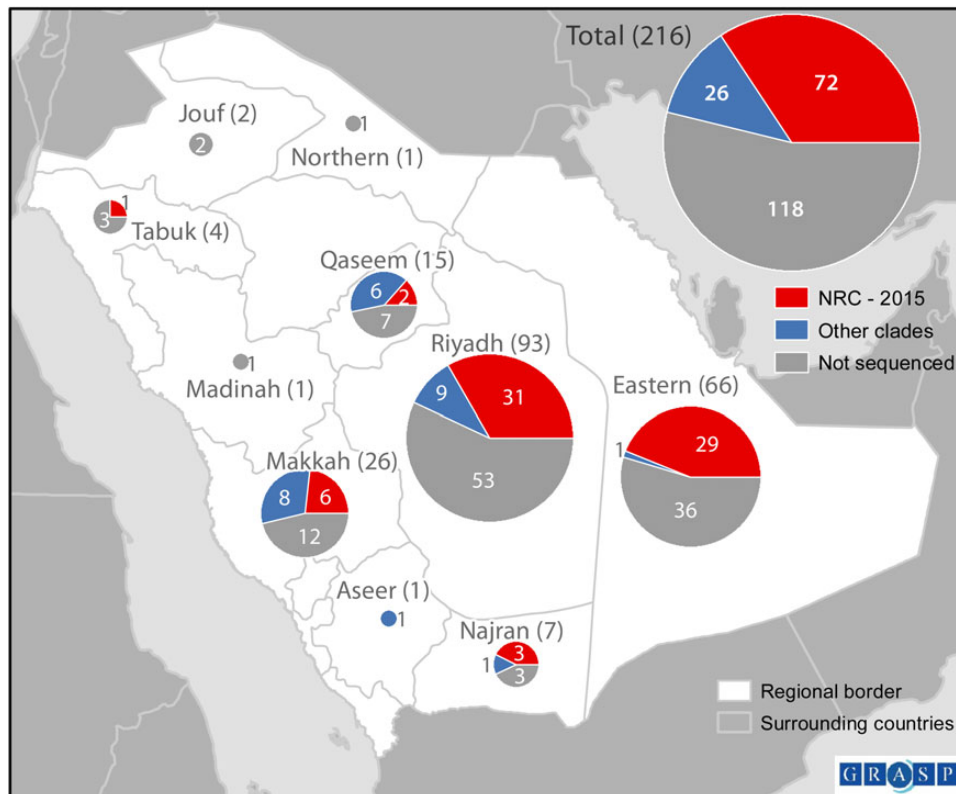 Total (216)
26
72
118
Jouf (2)
2
1
Northern (1)
1
3
Tabuk (4)
Qaseem (15)
6
2
7
NRC - 2015
Other clades
Not sequenced
1
Madinah (1)
Riyadh (93)
9
31
53
Eastern (66)
1
29
36
Makkah (26)
8
6
12
Aseer (1)
1
Najran (7)
3
1
3
Regional border
Surrounding countries
GRASP